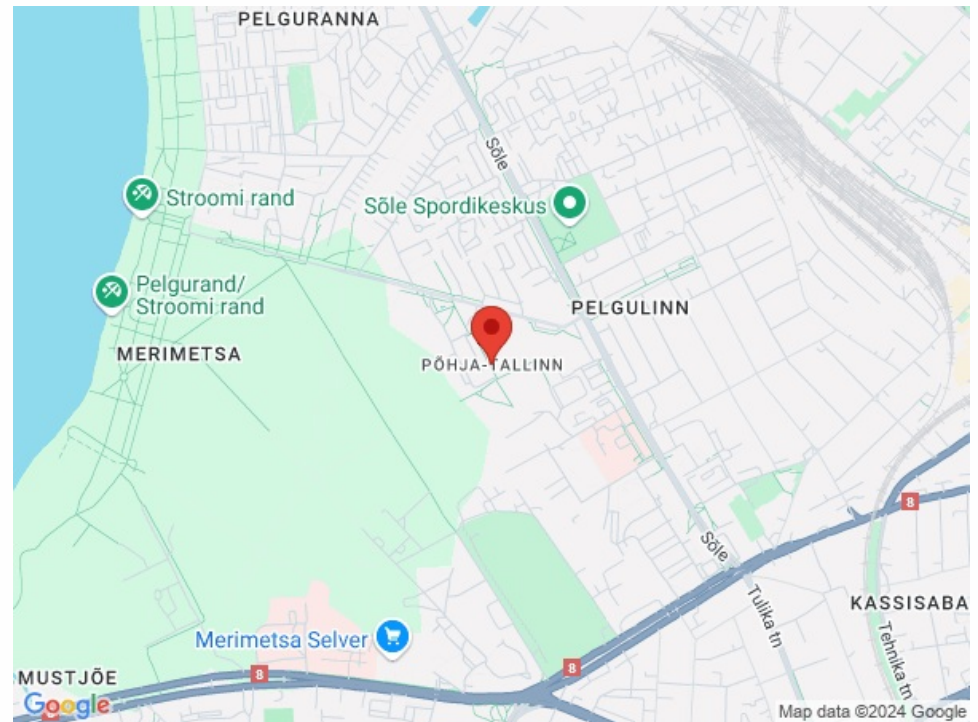 PELGURANNA
Sõle
Stroomi rand
Sõle Spordikeskus
Pelgurand/
Stroomi rand
PELGULINN
MERIMETSA
PÕHJA-TALLINN
8
Sõle
Tulika tn
KASSISABA
Tehnika tn
Merimetsa Selver
8
8
MUSTJÕE
Google
Map data ©2024 Google